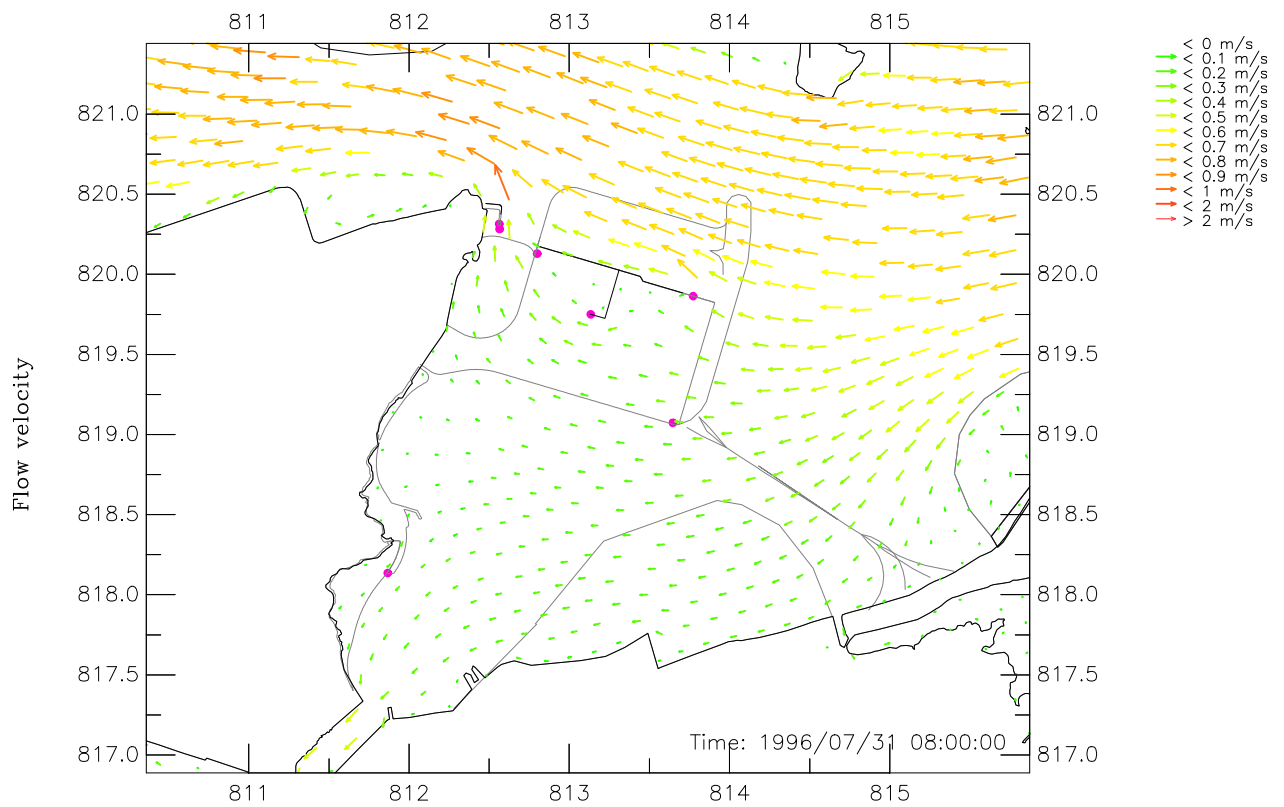 811 812 813 814 815
< 0 m/s
< 0.1 m/s
< 0.2 m/s
< 0.3 m/s
< 0.4 m/s
< 0.5 m/s
< 0.6 m/s
< 0.7 m/s
< 0.8 m/s
< 0.9 m/s
< 1 m/s
< 2 m/s
> 2 m/s
821.0 821.0
820.5 820.5
820.0 820.0
819.5 819.5
819.0 819.0
818.5 818.5
818.0 818.0
817.5 817.5
817.0 817.0
Flow velocity
Time: 1996/07/31 08:00:00
811 812 813 814 815